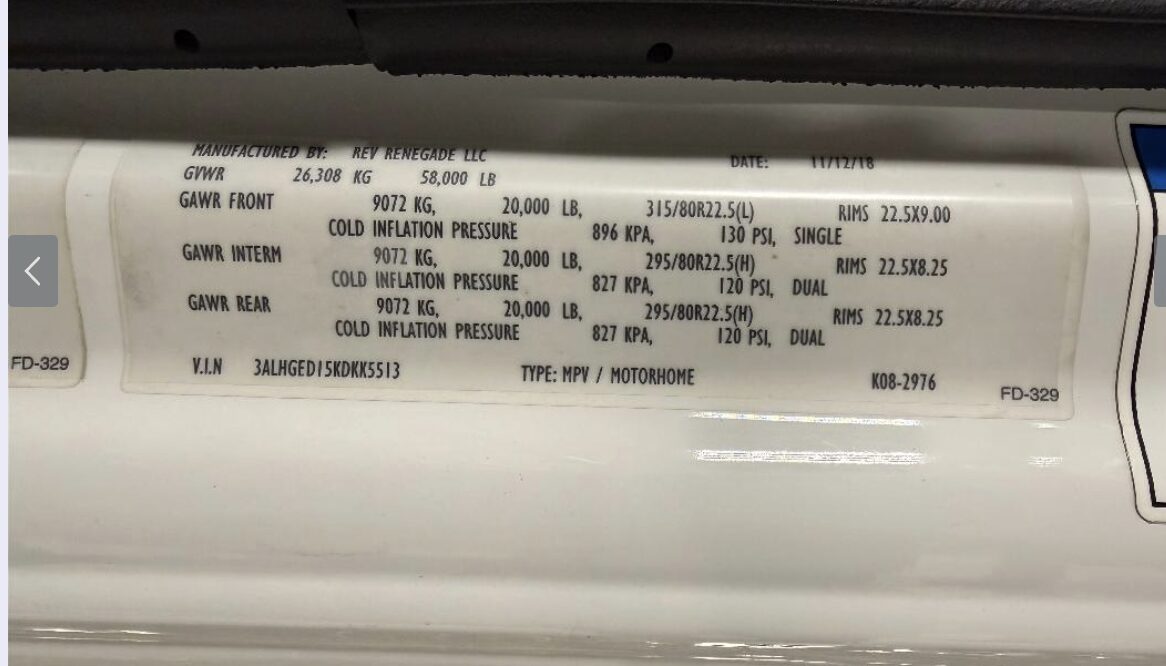 MANUFACTURED BY: REV RENEGADE LLC DATE: 11/12/18
GVWR 26,308 KG 58,000 LB
GAWR FRONT 9072 KG, 20,000 LB, 315/80R22.5(L) RIMS 22.5X9.00
COLD INFLATION PRESSURE 896 KPA, 130 PSI, SINGLE
GAWR INTERM 9072 KG, 20,000 LB, 295/80R22.5(H) RIMS 22.5X8.25
COLD INFLATION PRESSURE 827 KPA, 120 PSI, DUAL
GAWR REAR 9072 KG, 20,000 LB, 295/80R22.5(H) RIMS 22.5X8.25
COLD INFLATION PRESSURE 827 KPA, 120 PSI, DUAL
V.I.N 3ALHGED15KDKK5513 TYPE: MPV / MOTORHOME K08-2976
FD-329
FD-329